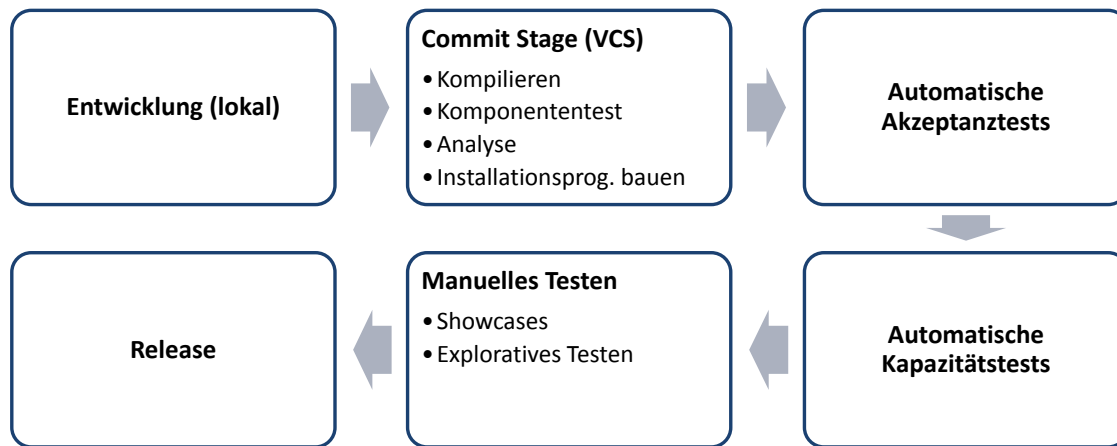 Entwicklung (lokal)
Commit Stage (VCS)
• Kompilieren
• Komponententest
• Analyse
• Installationsprog. bauen
Automatische
Akzeptanztests
Automatische
Kapazitätstests
Manuelles Testen
• Showcases
• Exploratives Testen
Release